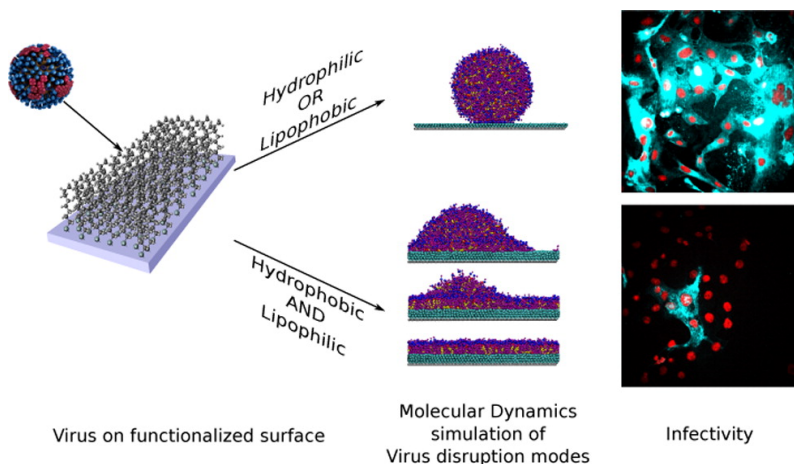 Hydrophilic
OR
Lipophobic
Hydrophobic
AND
Lipophilic
Virus on functionalized surface
Molecular Dynamics
simulation of
Virus disruption modes
Infectivity